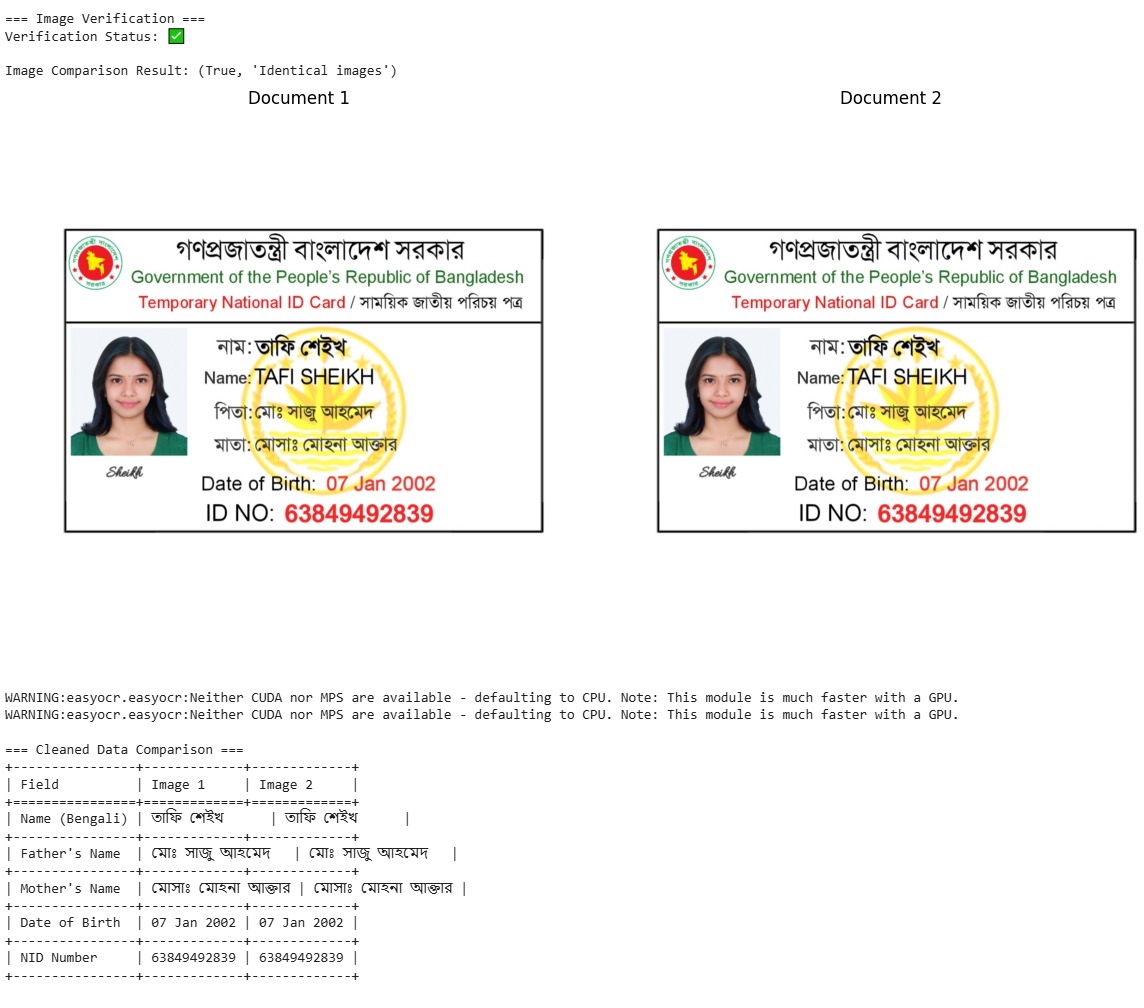 === Image Verification ===
Verification Status: ✅
Image Comparison Result: (True, 'Identical images')
Document 1
Document 2
গণপ্রজাতন্ত্রী বাংলাদেশ সরকার
Government of the People's Republic of Bangladesh
Temporary National ID Card / সাময়িক জাতীয় পরিচয় পত্র
নাম: তাফি শেইখ
Name: TAFI SHEIKH
পিতা: মোঃ সাজু আহমেদ
মাতা: মোসাঃ মোহনা আক্তার
Sheikh
Date of Birth: 07 Jan 2002
ID NO: 63849492839
গণপ্রজাতন্ত্রী বাংলাদেশ সরকার
Government of the People's Republic of Bangladesh
Temporary National ID Card / সাময়িক জাতীয় পরিচয় পত্র
নাম: তাফি শেইখ
Name: TAFI SHEIKH
পিতা: মোঃ সাজু আহমেদ
মাতা: মোসাঃ মোহনা আক্তার
Sheikh
Date of Birth: 07 Jan 2002
ID NO: 63849492839
WARNING:easyocr.easyocr:Neither CUDA nor MPS are available - defaulting to CPU. Note: This module is much faster with a GPU.
WARNING:easyocr.easyocr:Neither CUDA nor MPS are available - defaulting to CPU. Note: This module is much faster with a GPU.
=== Cleaned Data Comparison ===
+----------------+-------------+-------------+
| Field | Image 1 | Image 2 |
+================+=============+=============+
| Name (Bengali) | তাফি শেইখ | তাফি শেইখ |
+----------------+-------------+-------------+
| Father's Name | মোঃ সাজু আহমেদ | মোঃ সাজু আহমেদ |
+----------------+-------------+-------------+
| Mother's Name | মোসাঃ মোহনা আক্তার | মোসাঃ মোহনা আক্তার |
+----------------+-------------+-------------+
| Date of Birth | 07 Jan 2002 | 07 Jan 2002 |
+----------------+-------------+-------------+
| NID Number | 63849492839 | 63849492839 |
+----------------+-------------+-------------+